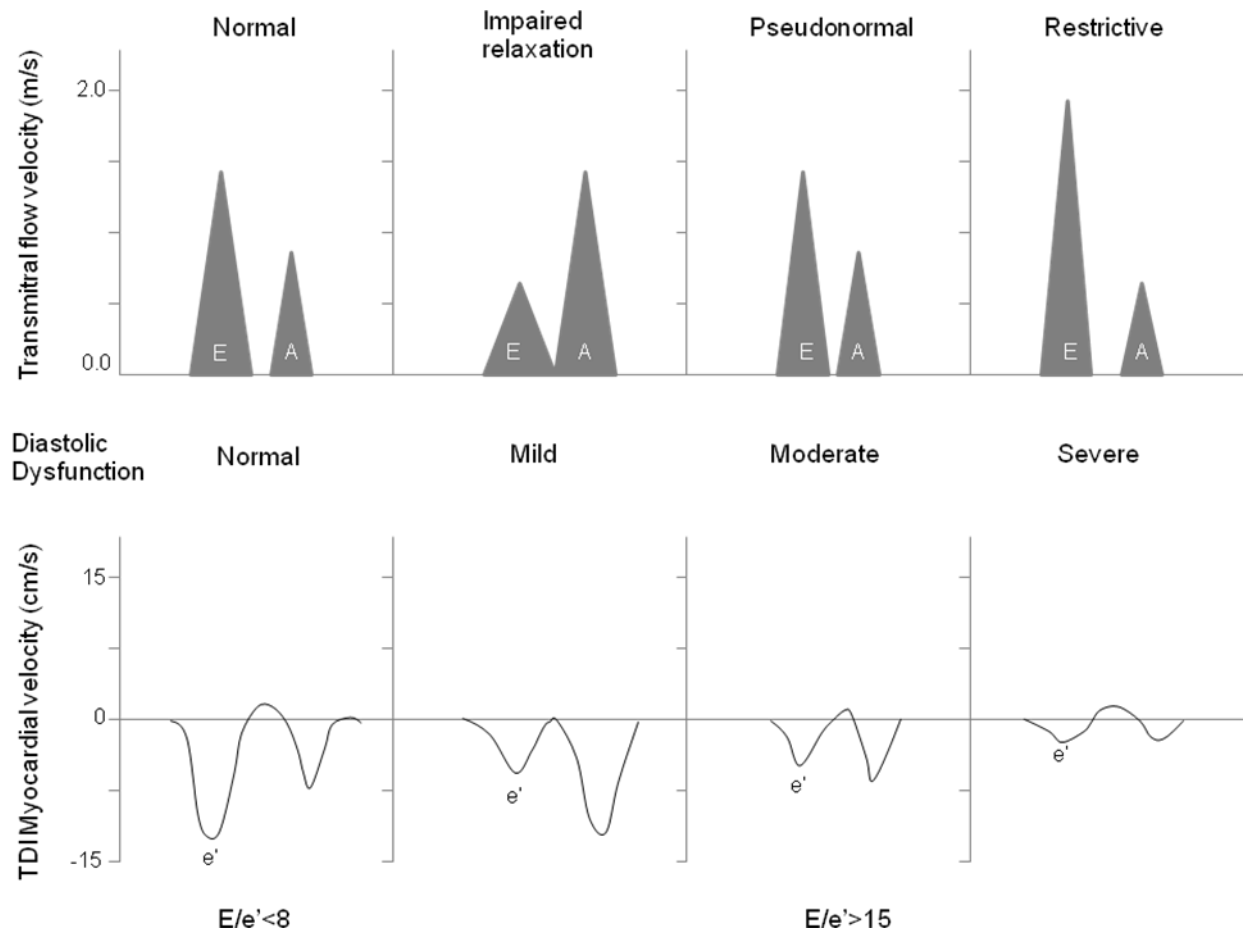 Normal
Impaired
relaxation
Pseudonormal
Restrictive
Transmitral flow velocity (m/s)
2.0
0.0
E
A
E
A
E
A
E
A
Diastolic
Dysfunction
Normal
Mild
Moderate
Severe
TDI Myocardial velocity (cm/s)
15
0
-15
e'
e'
e'
e'
E/e'<8
E/e'>15